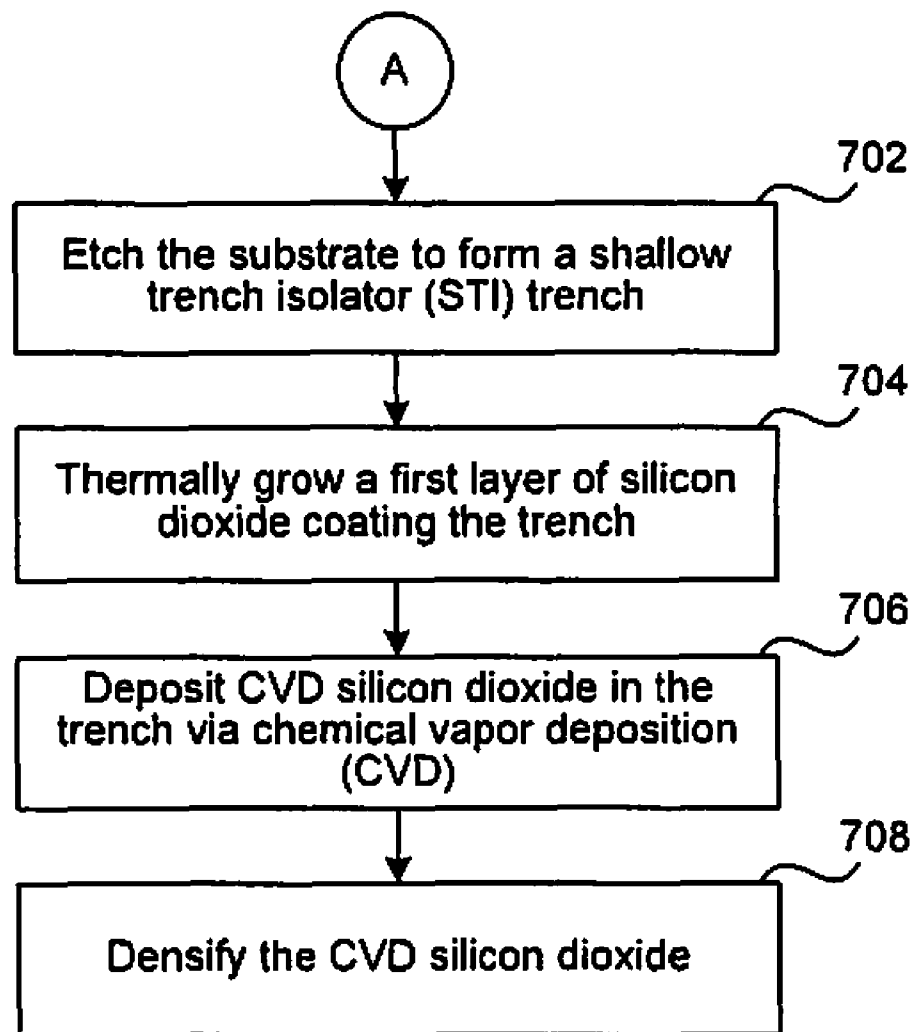 A
702
Etch the substrate to form a shallow
trench isolator (STI) trench
704
Thermally grow a first layer of silicon
dioxide coating the trench
706
Deposit CVD silicon dioxide in the
trench via chemical vapor deposition
(CVD)
708
Densify the CVD silicon dioxide